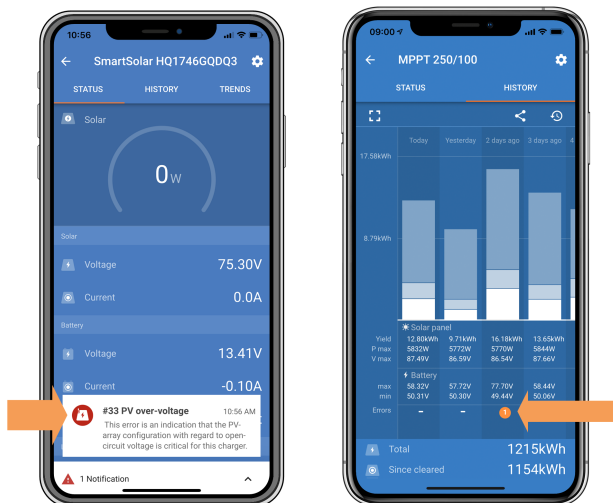 10:56
SmartSolar HQ1746GQDQ3
STATUS HISTORY TRENDS
Solar
0W
Solar
Voltage 75.30V
Current 0.0A
Battery
Voltage 13.41V
Current -0.10A
#33 PV over-voltage 10:56 AM
This error is an indication that the PV-
array configuration with regard to open-
circuit voltage is critical for this charger.
1 Notification
09:00
MPPT 250/100
STATUS HISTORY
Today Yesterday 2 days ago 3 days ago 4
17.58kWh
8.79kWh
Solar panel
Yield 12.80kWh 9.71kWh 16.18kWh 13.65kWh
P max 5832W 5772W 5770W 5844W
V max 87.49V 86.59V 86.54V 87.66V
Battery
max 58.32V 57.72V 77.70V 58.44V
min 50.31V 50.30V 49.44V 50.06V
Errors – – 1
Total 1215kWh
Since cleared 1154kWh